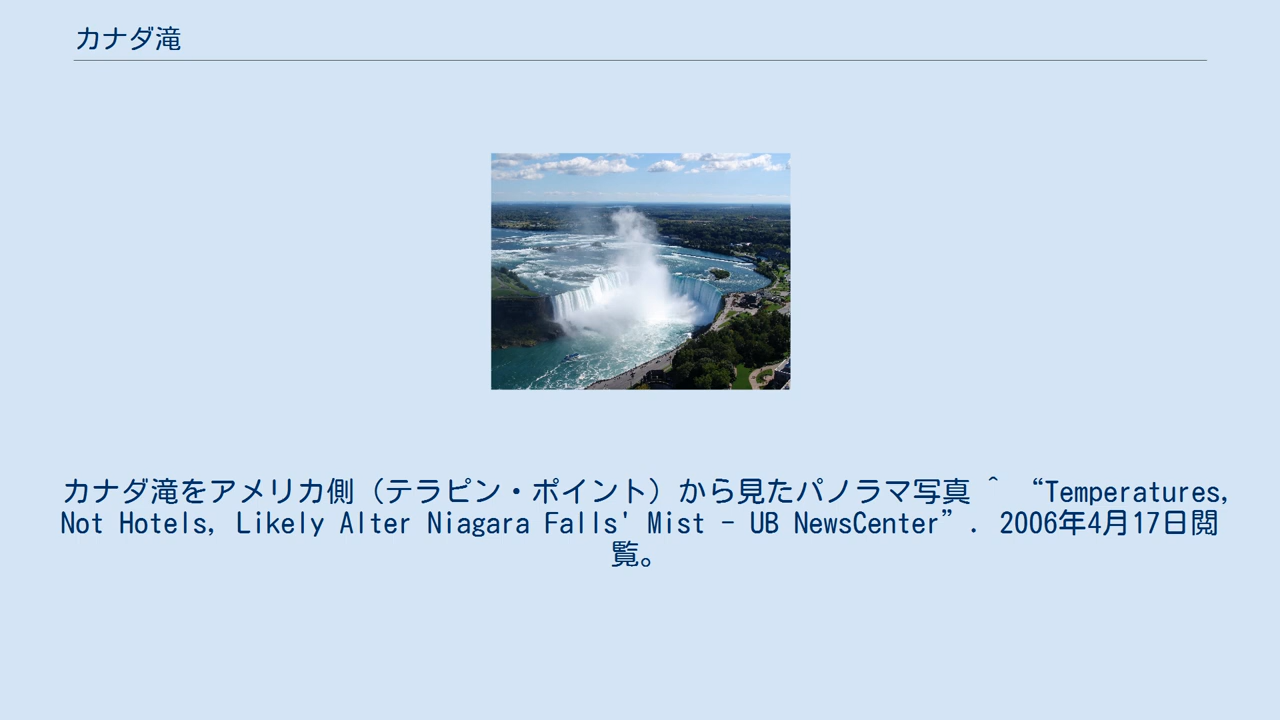 カナダ滝
カナダ滝をアメリカ側（テラピン・ポイント）から見たパノラマ写真 ^ “Temperatures,
Not Hotels, Likely Alter Niagara Falls' Mist - UB NewsCenter”. 2006年4月17日閲
覧。